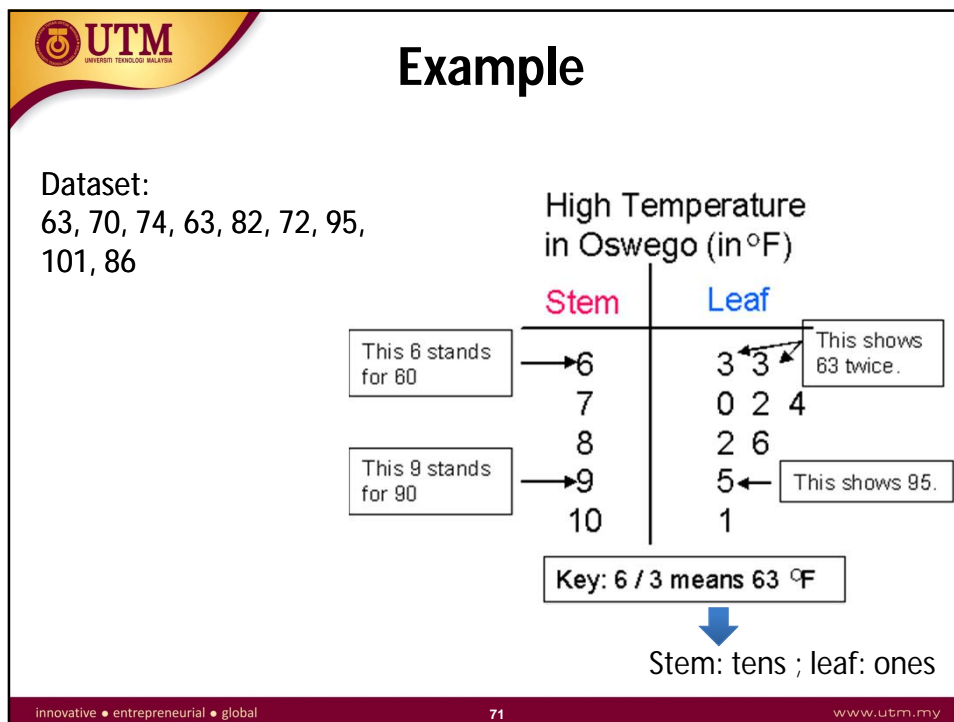 UTM
UNIVERSITI TEKNOLOGI MALAYSIA
Example
Dataset:
63, 70, 74, 63, 82, 72, 95,
101, 86
High Temperature
in Oswego (in °F)
Stem Leaf
This 6 stands
for 60
6 3 3
This shows
63 twice.
7 0 2 4
8 2 6
This 9 stands
for 90
9 5
This shows 95.
10 1
Key: 6 / 3 means 63 °F
Stem: tens ; leaf: ones
innovative ● entrepreneurial ● global
71
www.utm.my